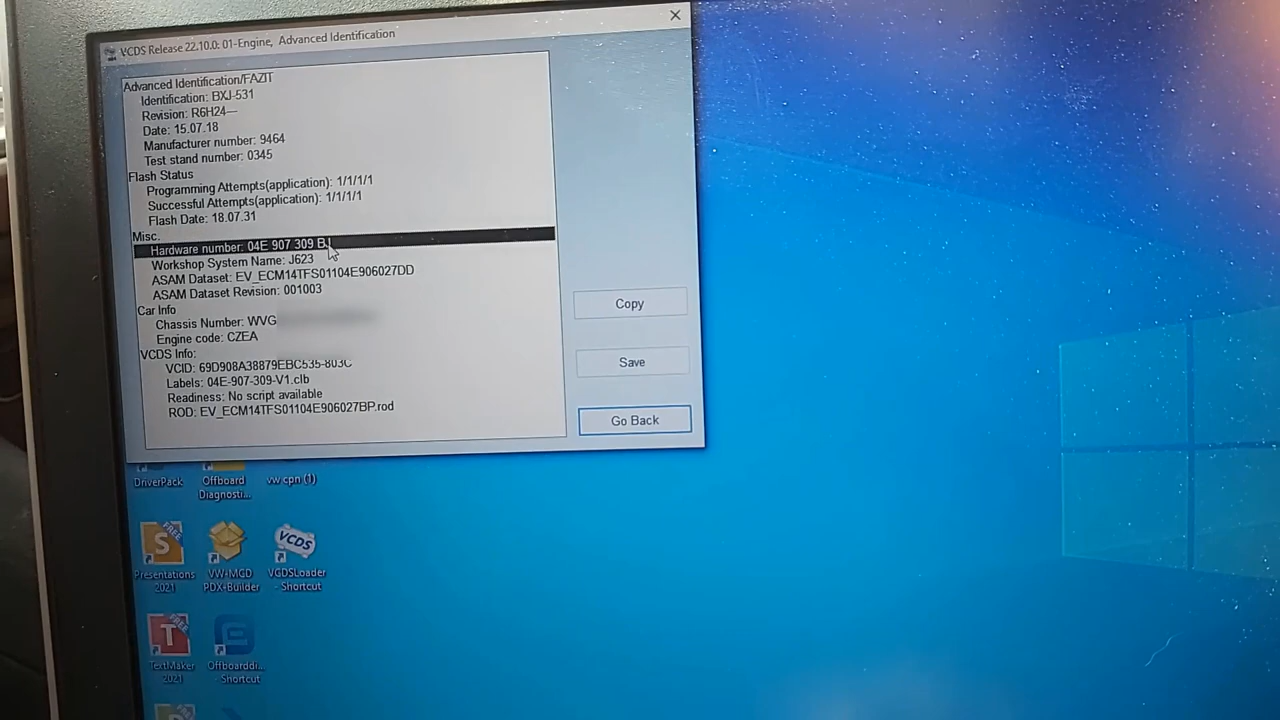 VCDS Release 22.10.0: 01-Engine, Advanced Identification
Advanced Identification/FAZIT
Identification: BXJ-531
Revision: R6H24---
Date: 15.07.18
Manufacturer number: 9464
Test stand number: 0345
Flash Status
Programming Attempts(application): 1/1/1/1
Successful Attempts(application): 1/1/1/1
Flash Date: 18.07.31
Misc.
Hardware number: 04E 907 309
Workshop System Name: J623
ASAM Dataset: EV_ECM14TFS01104E906027DD
ASAM Dataset Revision: 001003
Car Info
Chassis Number: WVG
Engine code: CZEA
VCDS Info:
VCID: 69D908A38879EBC535-803C
Labels: 04E-907-309-V1.clb
Readiness: No script available
ROD: EV_ECM14TFS01104E906027BP.rod
Copy
Save
Go Back
DriverPack
Offboard
Diagnosti...
vw cpn (1)
FREE
S
Presentations
2021
VW-MCD
PDX-Builder
VCDS
VCDSLoader
- Shortcut
FREE
T
TextMaker
2021
Offboarddi...
- Shortcut